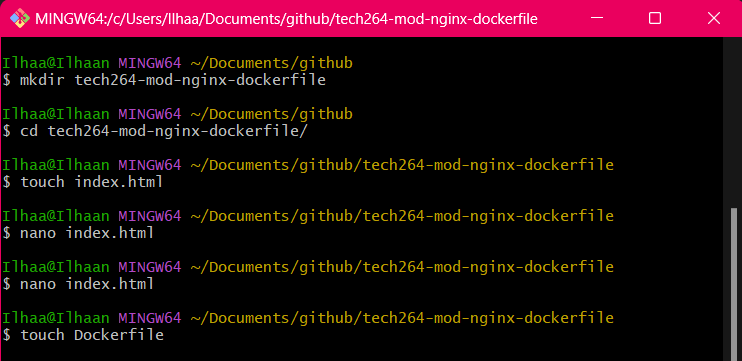 MINGW64:/c/Users/Ilhaa/Documents/github/tech264-mod-nginx-dockerfile
Ilhaa@Ilhaan MINGW64 ~/Documents/github
$ mkdir tech264-mod-nginx-dockerfile
Ilhaa@Ilhaan MINGW64 ~/Documents/github
$ cd tech264-mod-nginx-dockerfile/
Ilhaa@Ilhaan MINGW64 ~/Documents/github/tech264-mod-nginx-dockerfile
$ touch index.html
Ilhaa@Ilhaan MINGW64 ~/Documents/github/tech264-mod-nginx-dockerfile
$ nano index.html
Ilhaa@Ilhaan MINGW64 ~/Documents/github/tech264-mod-nginx-dockerfile
$ nano index.html
Ilhaa@Ilhaan MINGW64 ~/Documents/github/tech264-mod-nginx-dockerfile
$ touch Dockerfile